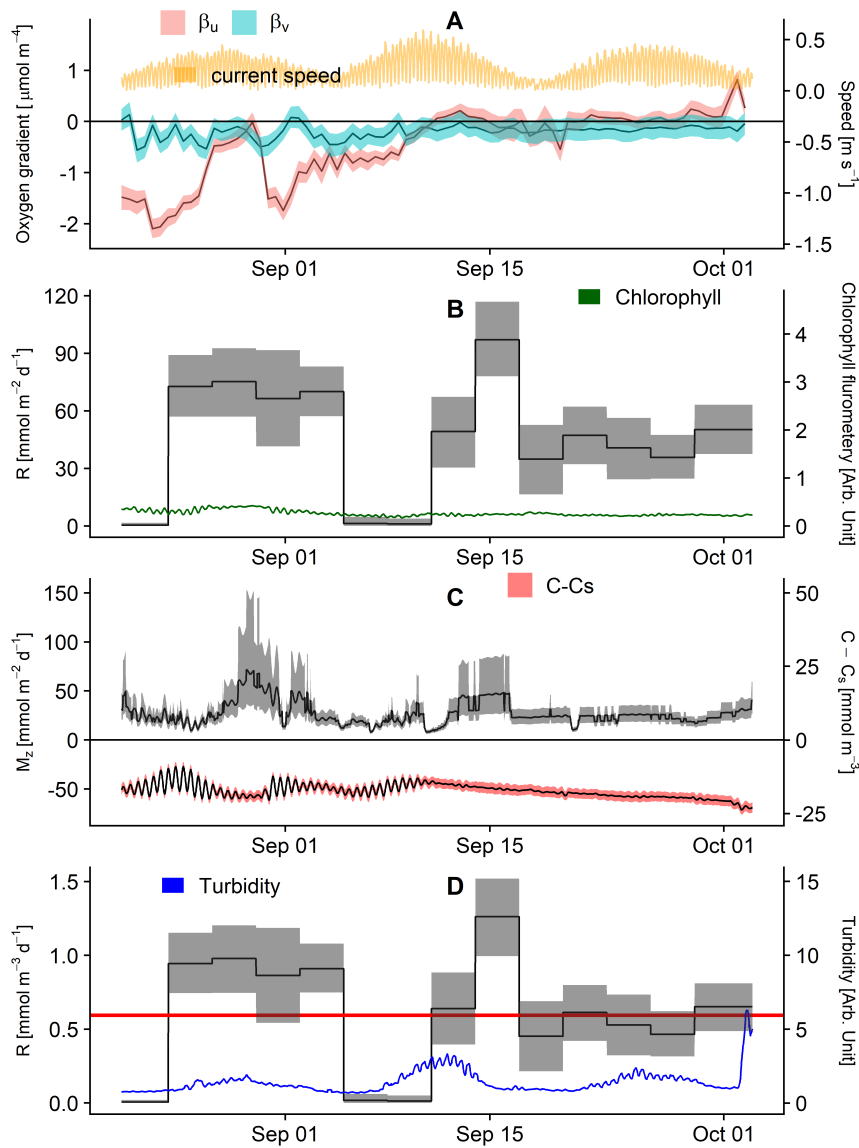 βu βv A
current speed
Oxygen gradient [ μmol m−4]
1
0
-1
-2
0.5
0.0
-0.5
-1.0
-1.5
Speed [m s−1]
Sep 01 Sep 15 Oct 01
B Chlorophyll
R [mmol m−2 d−1]
120
90
60
30
0
4
3
2
1
0
Chlorophyll flurometery [Arb. Unit]
Sep 01 Sep 15 Oct 01
C C-Cs
Mz [mmol m−2 d−1]
150
100
50
0
-50
50
25
0
-25
C − Cs [mmol m−3]
Sep 01 Sep 15 Oct 01
Turbidity D
R [mmol m−3 d−1]
1.5
1.0
0.5
0.0
15
10
5
0
Turbidity [Arb. Unit]
Sep 01 Sep 15 Oct 01